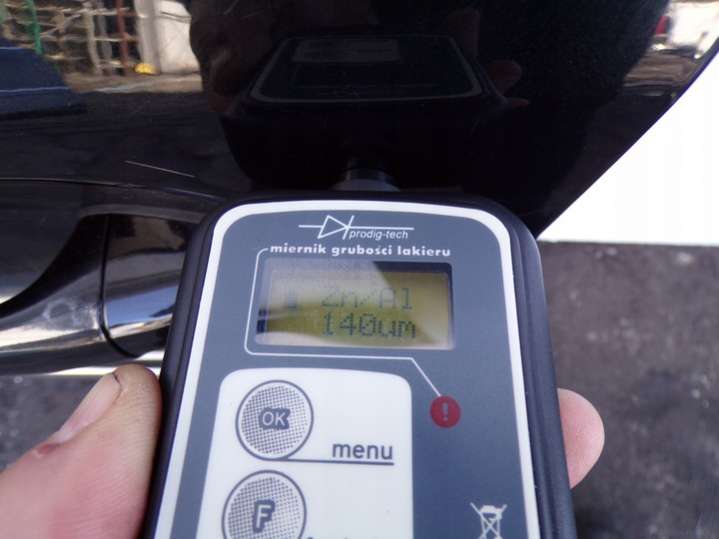 prodig-tech
miernik grubości lakieru
Zn/Al
140um
OK
menu
F